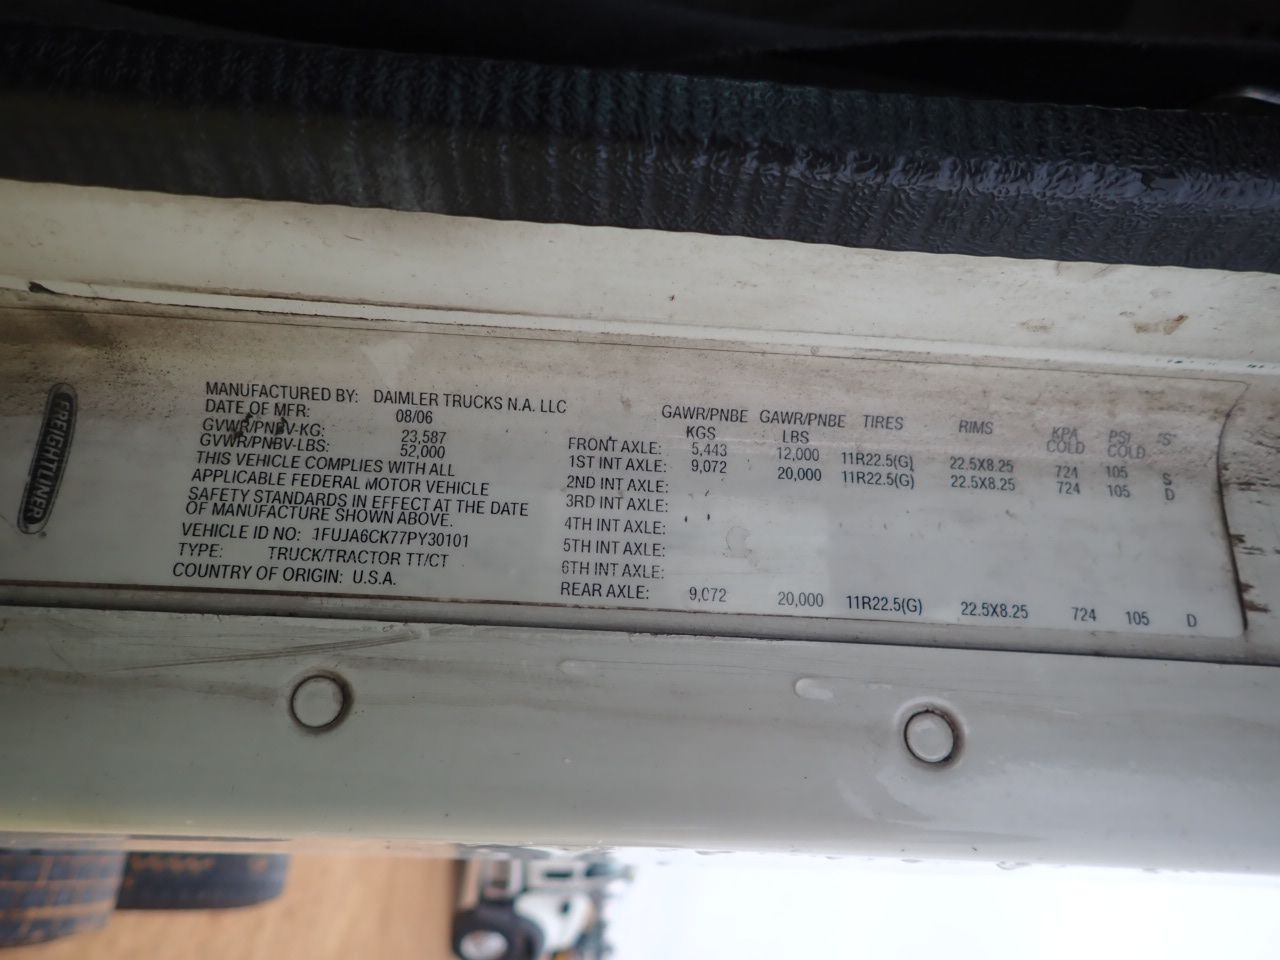 FREIGHTLINER
MANUFACTURED BY: DAIMLER TRUCKS N.A. LLC
DATE OF MFR: 08/06
GVWR/PNBV-KG: 23,587
GVWR/PNBV-LBS: 52,000
THIS VEHICLE COMPLIES WITH ALL
APPLICABLE FEDERAL MOTOR VEHICLE
SAFETY STANDARDS IN EFFECT AT THE DATE
OF MANUFACTURE SHOWN ABOVE.
VEHICLE ID NO: 1FUJA6CK77PY30101
TYPE: TRUCK/TRACTOR TT/CT
COUNTRY OF ORIGIN: U.S.A.
GAWR/PNBE GAWR/PNBE TIRES RIMS KPA PSI "S"
KGS LBS COLD COLD
FRONT AXLE: 5,443 12,000 11R22.5(G) 22.5X8.25 724 105 S
1ST INT AXLE: 9,072 20,000 11R22.5(G) 22.5X8.25 724 105 D
2ND INT AXLE:
3RD INT AXLE:
4TH INT AXLE:
5TH INT AXLE:
6TH INT AXLE:
REAR AXLE: 9,072 20,000 11R22.5(G) 22.5X8.25 724 105 D